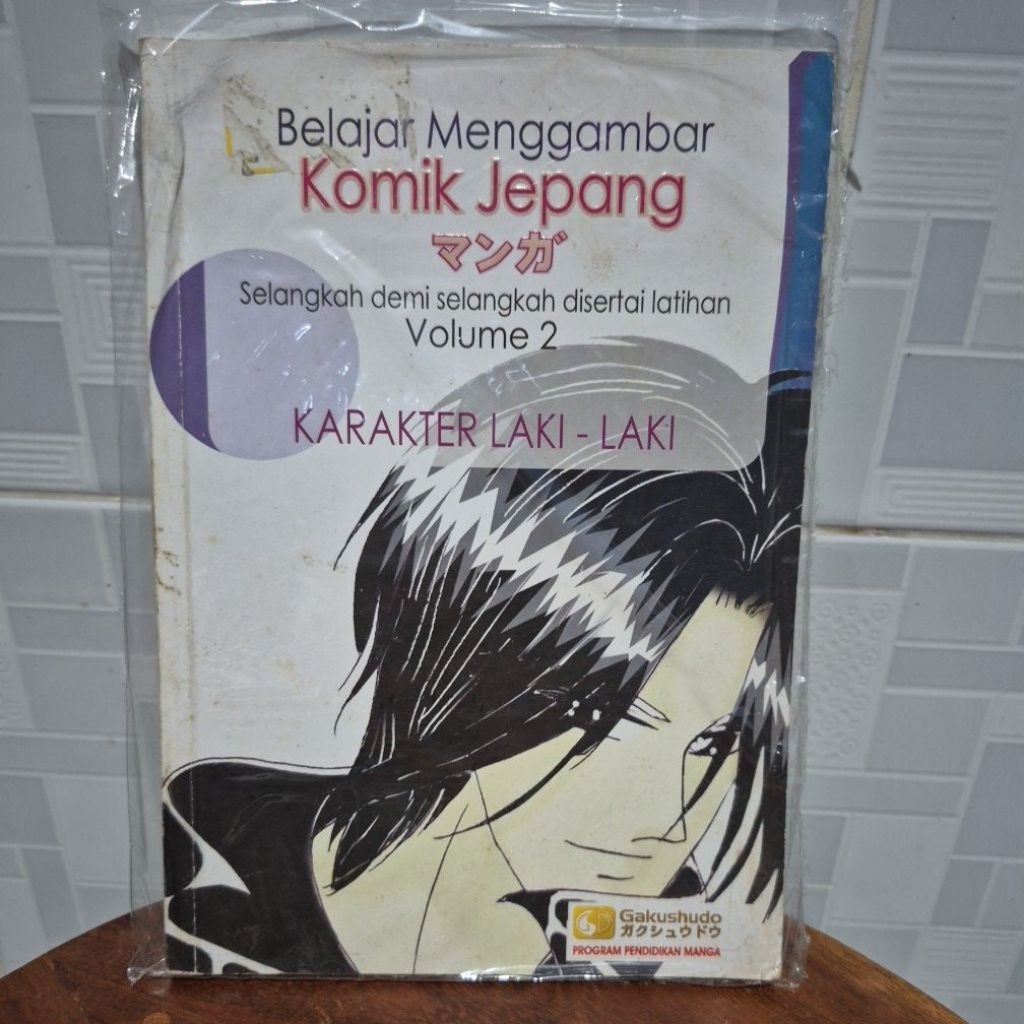 Belajar Menggambar
Komik Jepang
マンガ
Selangkah demi selangkah disertai latihan
Volume 2
KARAKTER LAKI - LAKI
Gakushudo
ガクシュウドウ
PROGRAM PENDIDIKAN MANGA